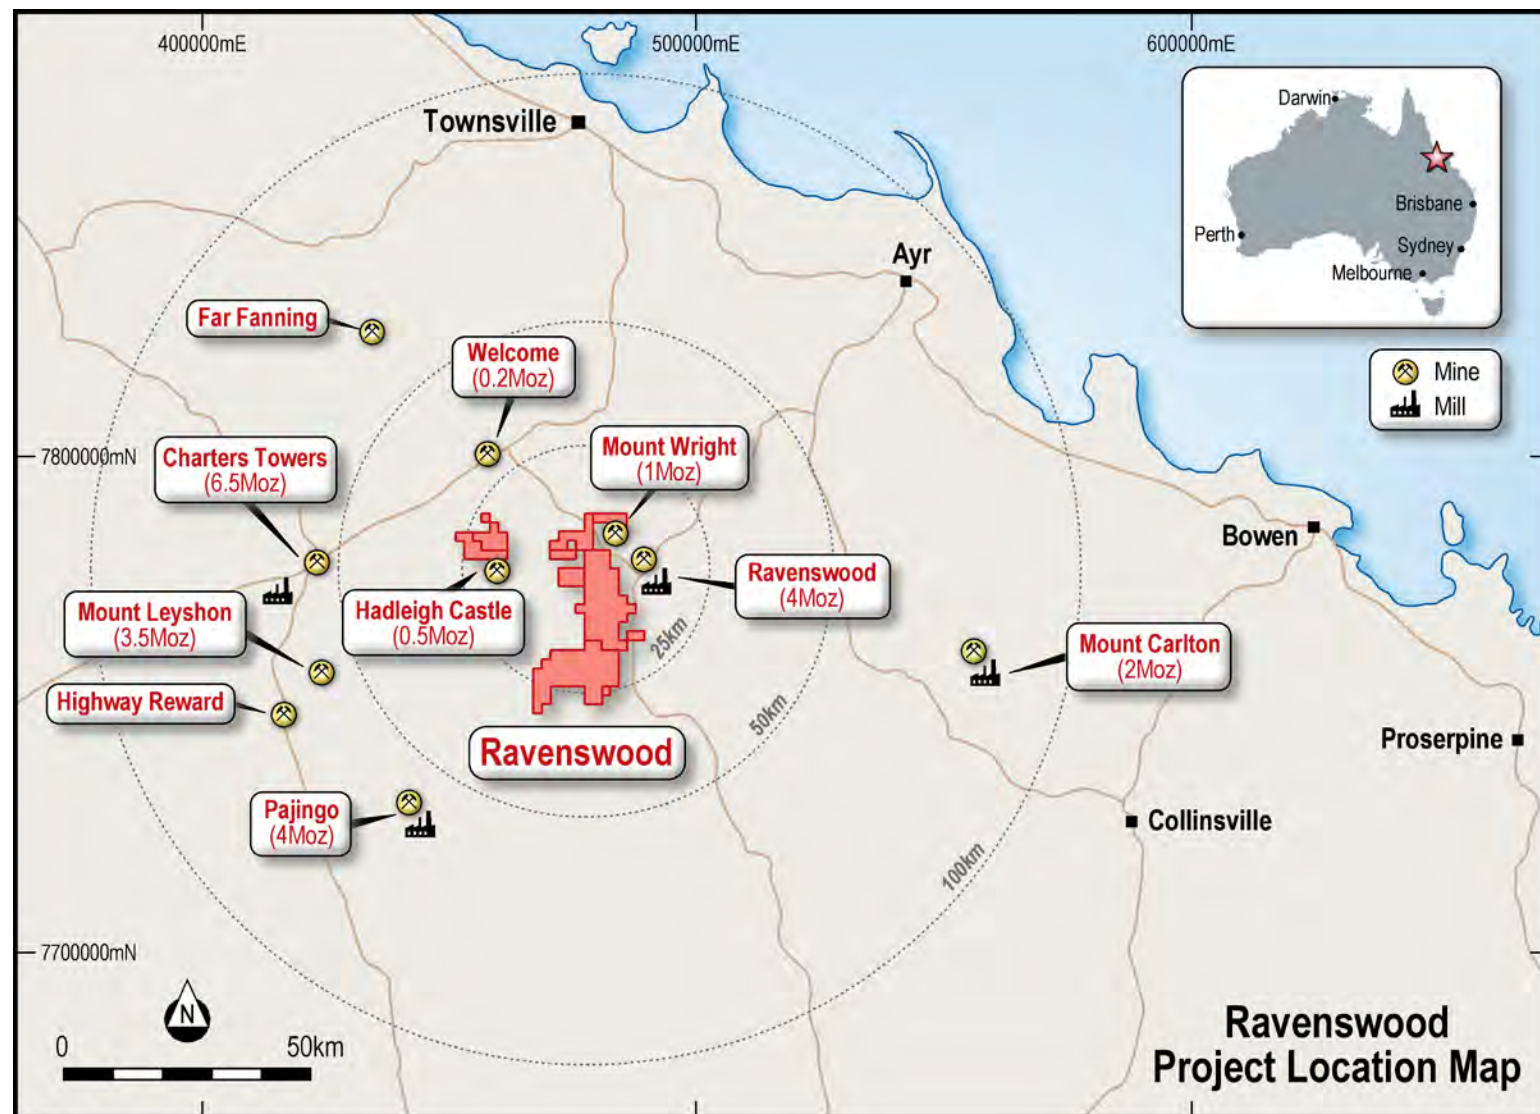 400000mE
500000mE
600000mE
Townsville
Darwin
Brisbane
Perth
Sydney
Melbourne
Ayr
Far Fanning
Welcome
(0.2Moz)
Mine
Mill
7800000mN
Charters Towers
(6.5Moz)
Mount Wright
(1Moz)
Bowen
Ravenswood
(4Moz)
Mount Leyshon
(3.5Moz)
Hadleigh Castle
(0.5Moz)
25km
Mount Carlton
(2Moz)
Highway Reward
50km
Ravenswood
Proserpine
Pajingo
(4Moz)
Collinsville
100km
7700000mN
N
0
50km
Ravenswood
Project Location Map